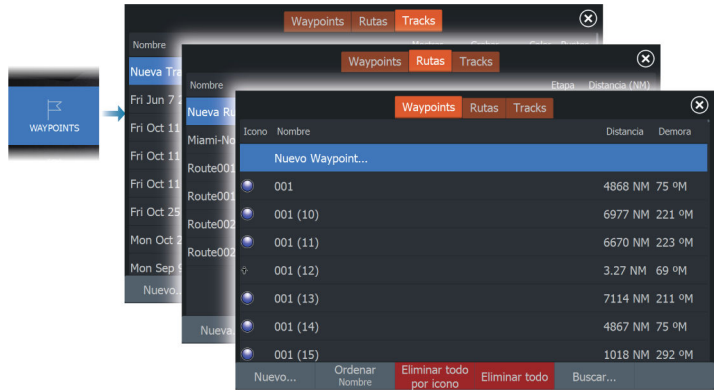 WAYPOINTS
Waypoints Rutas Tracks
Nombre
Nueva Tra
Fri Jun 7 2
Fri Oct 11
Fri Oct 11
Fri Oct 11
Fri Oct 25
Mon Oct 2
Mon Sep 9
Nuevo...
Waypoints Rutas Tracks
Nombre Etapa Distancia (NM)
Nueva Ru
Miami-No
Route001
Route001
Route002
Route002
Nueva
Waypoints Rutas Tracks
Icono Nombre Distancia Demora
Nuevo Waypoint...
001 4868 NM 75 ºM
001 (10) 6977 NM 221 ºM
001 (11) 6670 NM 223 ºM
001 (12) 3.27 NM 69 ºM
001 (13) 7114 NM 211 ºM
001 (14) 4867 NM 75 ºM
001 (15) 1018 NM 292 ºM
Nuevo... Ordenar Nombre Eliminar todo por icono Eliminar todo Buscar...